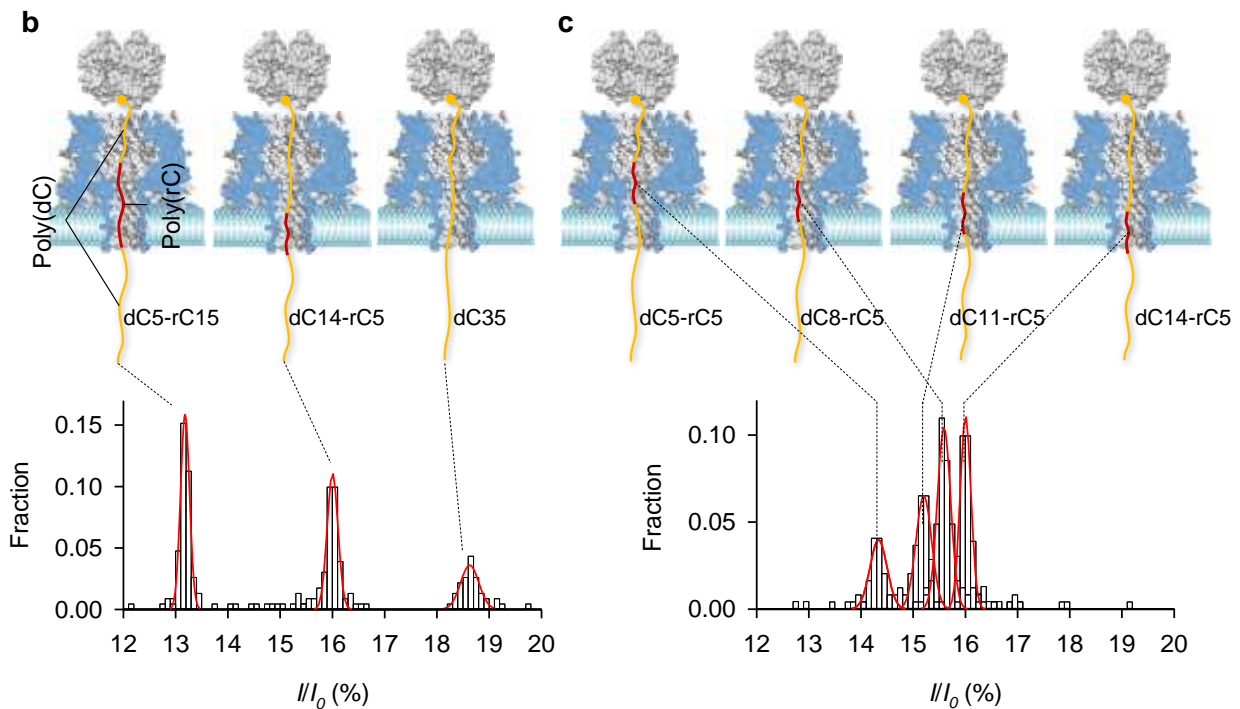 b
c
Poly(dC)
Poly(rC)
dC5-rC15
dC14-rC5
dC35
dC5-rC5
dC8-rC5
dC11-rC5
dC14-rC5
Fraction
0.15
0.10
0.05
0.00
12 13 14 15 16 17 18 19 20
I/I0 (%)
Fraction
0.10
0.05
0.00
12 13 14 15 16 17 18 19 20
I/I0 (%)